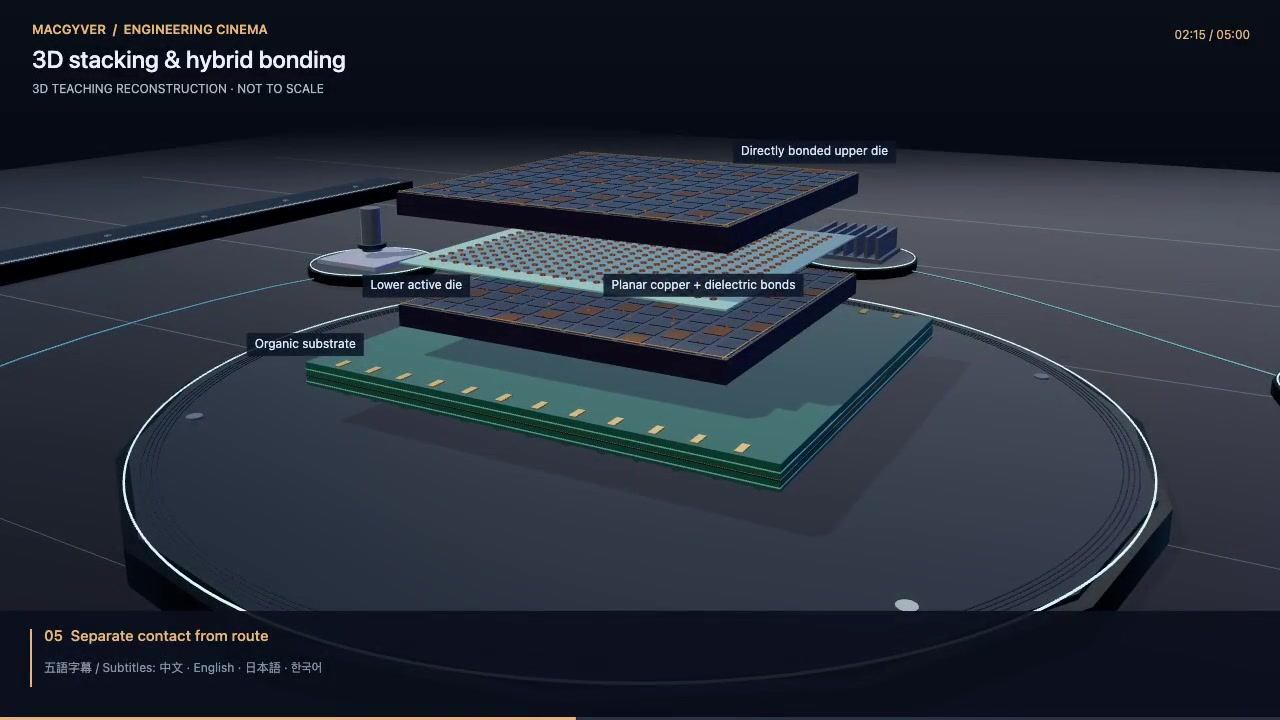 MACGYVER / ENGINEERING CINEMA
02:15 / 05:00
3D stacking & hybrid bonding
3D TEACHING RECONSTRUCTION · NOT TO SCALE
Directly bonded upper die
Lower active die
Planar copper + dielectric bonds
Organic substrate
05 Separate contact from route
五語字幕 / Subtitles: 中文 · English · 日本語 · 한국어